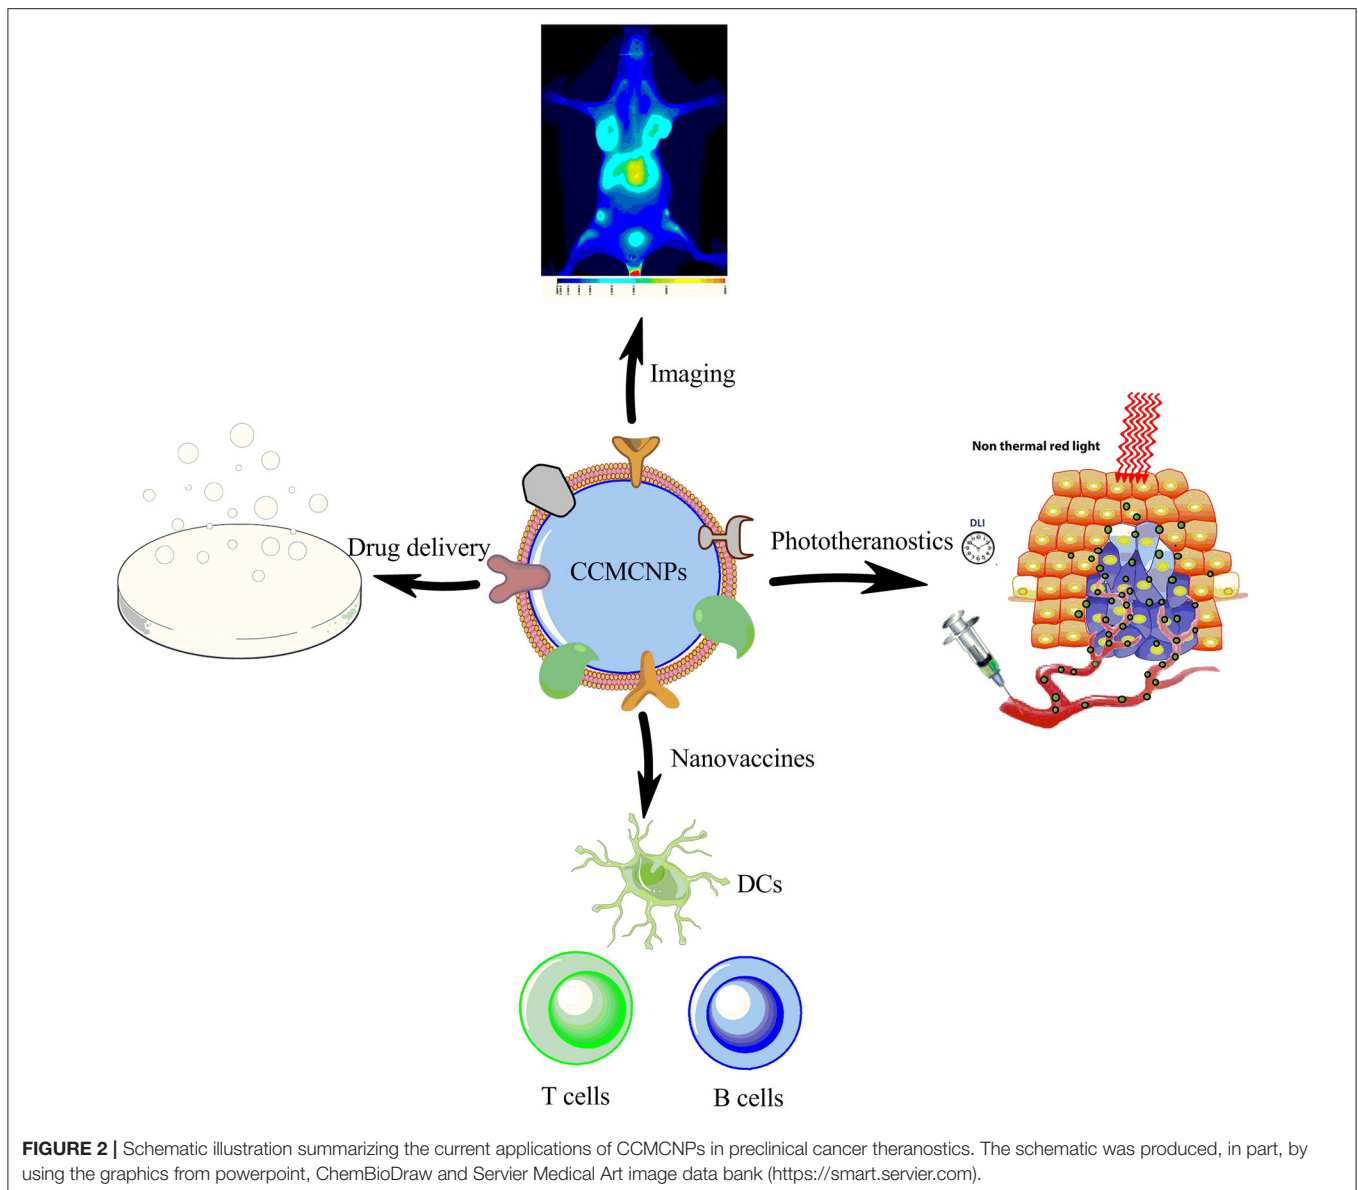 Imaging
Non thermal red light
DLI
Drug delivery
CCMCNPs
Phototheranostics
Nanovaccines
DCs
T cells
B cells
FIGURE 2 | Schematic illustration summarizing the current applications of CCMCNPs in preclinical cancer theranostics. The schematic was produced, in part, by
using the graphics from powerpoint, ChemBioDraw and Servier Medical Art image data bank (https://smart.servier.com).